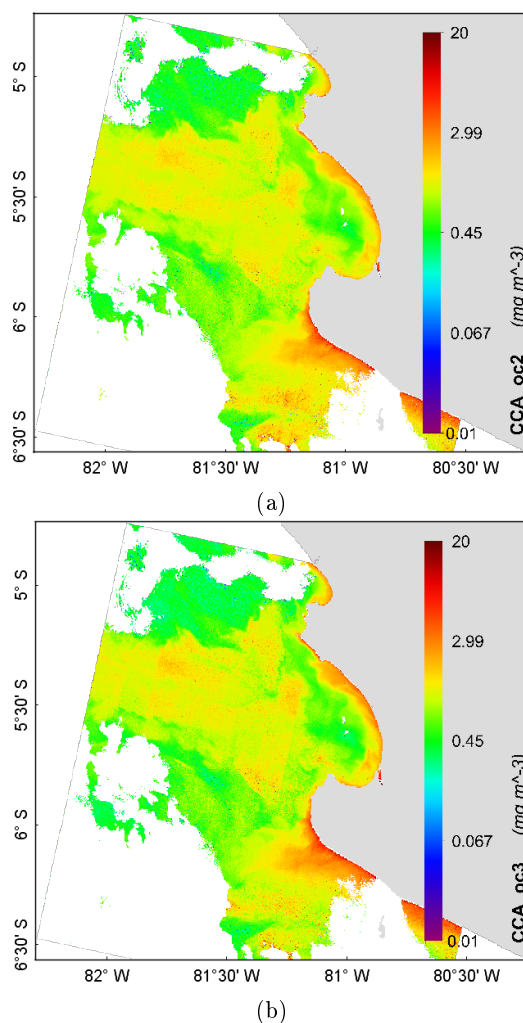 5° S
5°30' S
6° S
6°30' S
82° W
81°30' W
81° W
80°30' W
20
2.99
0.45
0.067
0.01
CCA_oc2 (mg m^-3)
(a)
5° S
5°30' S
6° S
6°30' S
82° W
81°30' W
81° W
80°30' W
20
2.99
0.45
0.067
0.01
CCA_oc3 (mg m^-3)
(b)